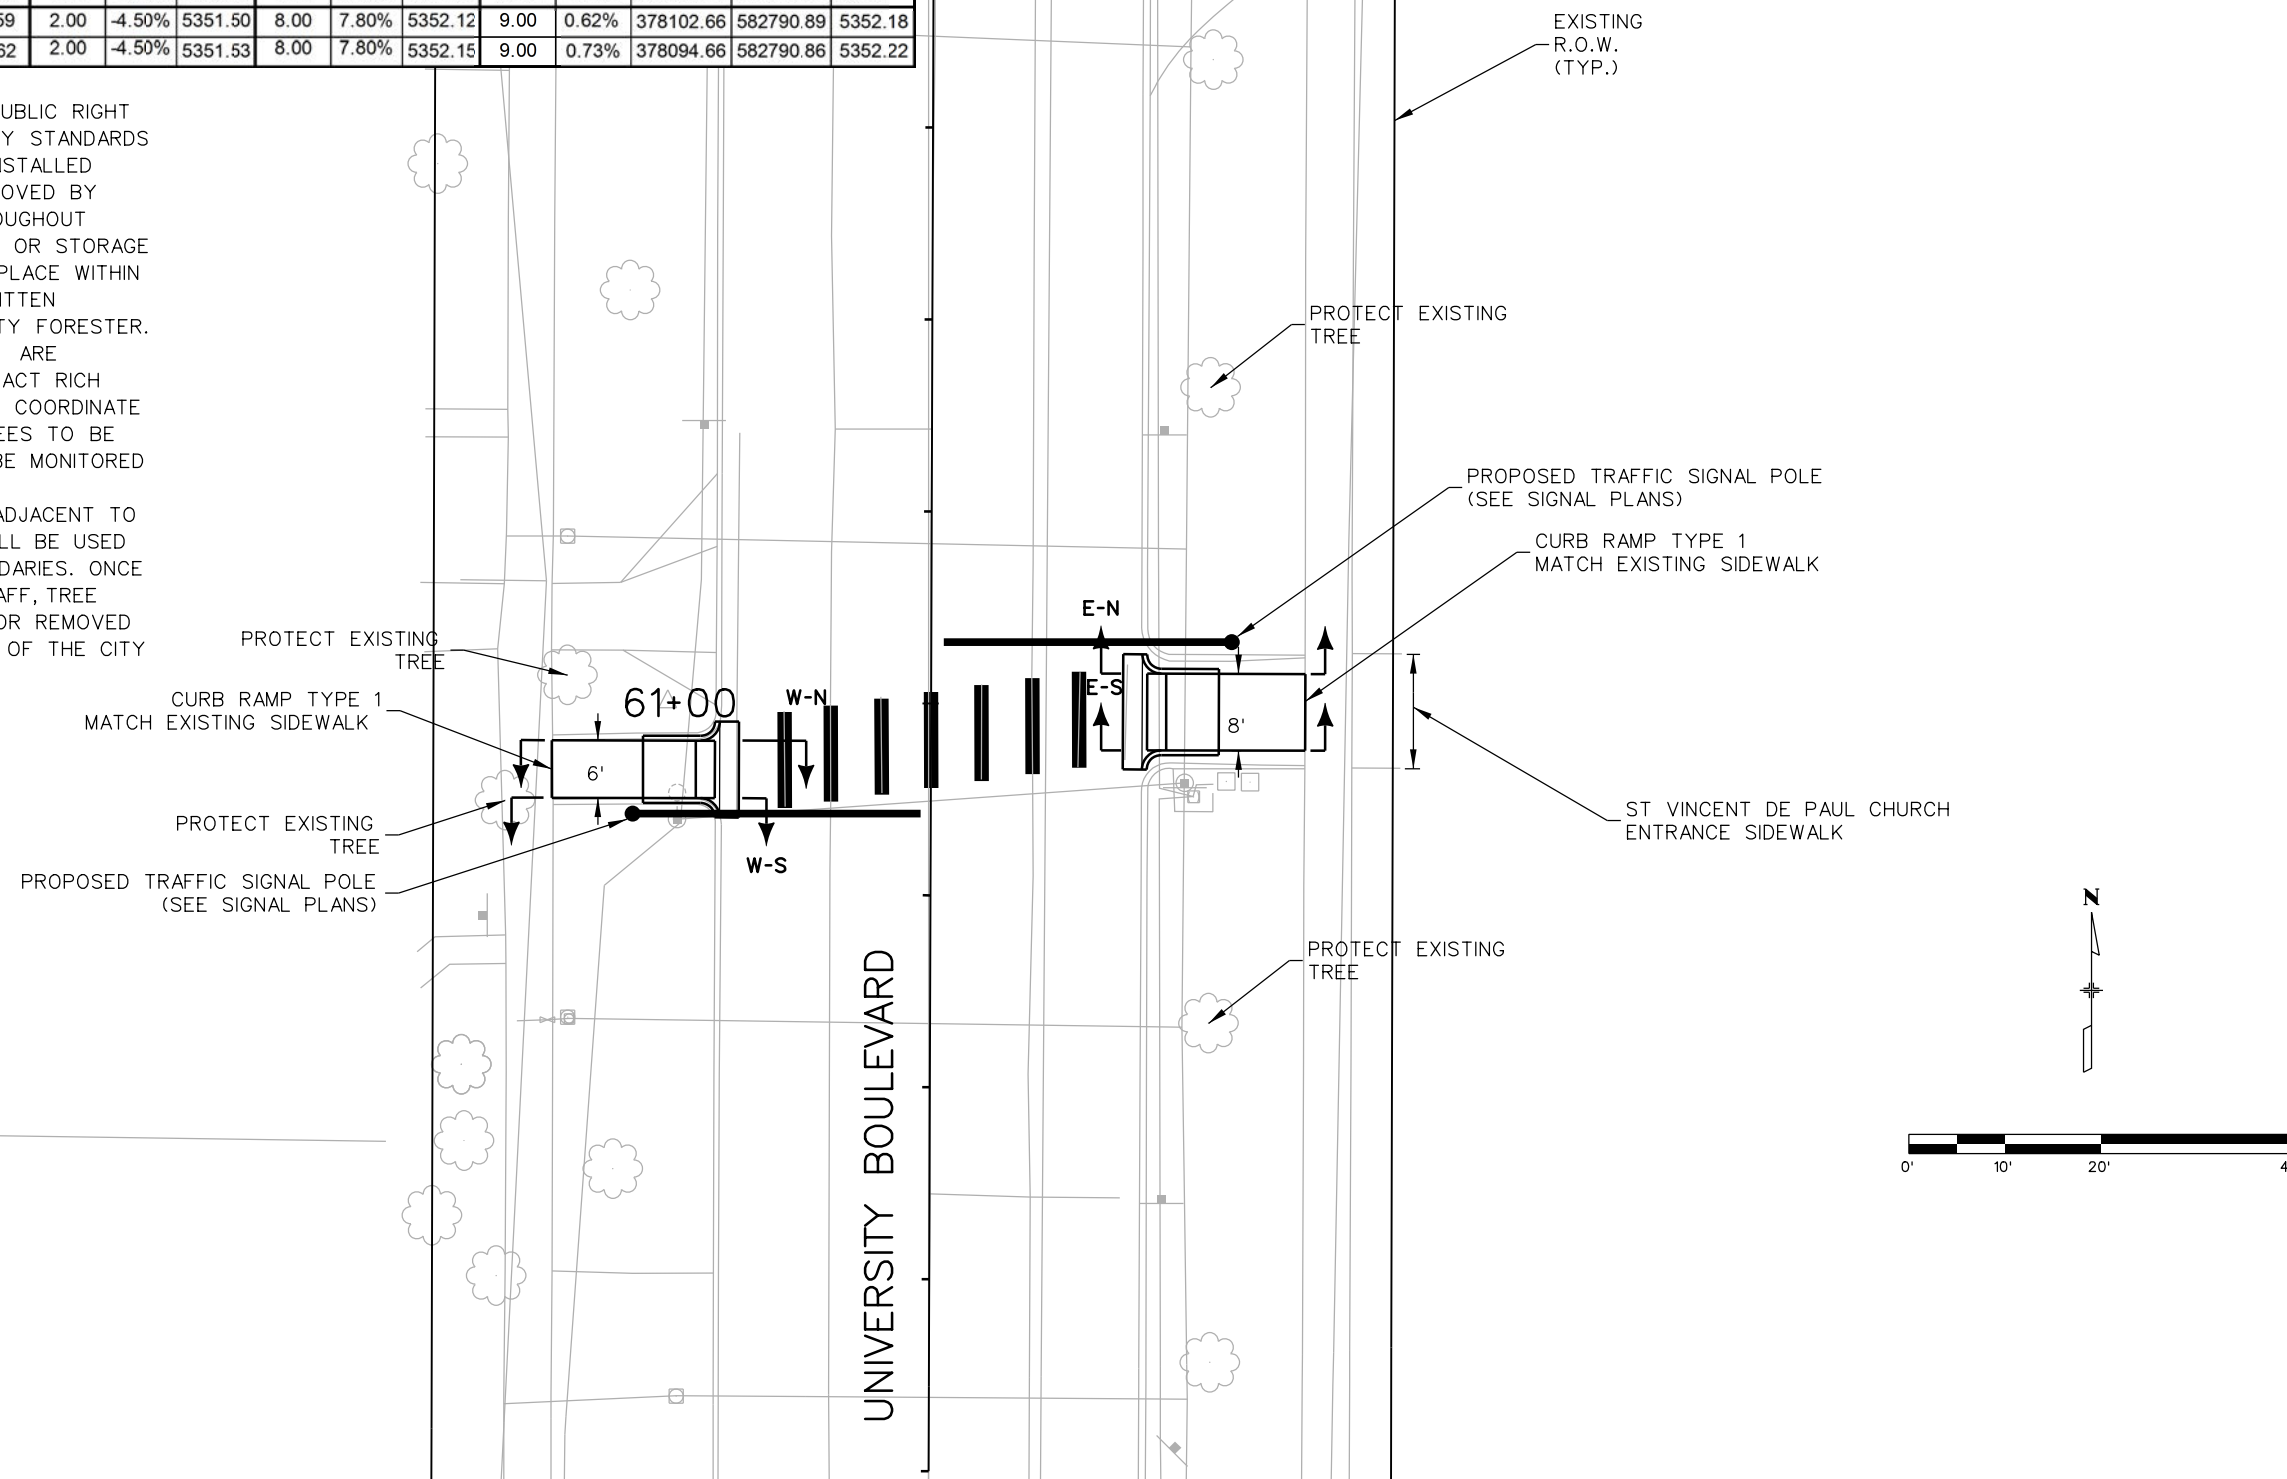 59 2.00 -4.50% 5351.50 8.00 7.80% 5352.12 9.00 0.62% 378102.66 582790.89 5352.18
62 2.00 -4.50% 5351.53 8.00 7.80% 5352.15 9.00 0.73% 378094.66 582790.86 5352.22
UBLIC RIGHT
Y STANDARDS
STALLED
OVED BY
OUGHOUT
OR STORAGE
PLACE WITHIN
ITTEN
TY FORESTER.
ARE
ACT RICH
COORDINATE
EES TO BE
BE MONITORED
ADJACENT TO
LL BE USED
DARIES. ONCE
AFF, TREE
OR REMOVED
OF THE CITY
EXISTING
R.O.W.
(TYP.)
PROTECT EXISTING
TREE
PROPOSED TRAFFIC SIGNAL POLE
(SEE SIGNAL PLANS)
CURB RAMP TYPE 1
MATCH EXISTING SIDEWALK
E-N
E-S
PROTECT EXISTING
TREE
CURB RAMP TYPE 1
MATCH EXISTING SIDEWALK
61+00
W-N
8'
6'
PROTECT EXISTING
TREE
W-S
PROPOSED TRAFFIC SIGNAL POLE
(SEE SIGNAL PLANS)
ST VINCENT DE PAUL CHURCH
ENTRANCE SIDEWALK
PROTECT EXISTING
TREE
UNIVERSITY BOULEVARD
N
0' 10' 20' 4